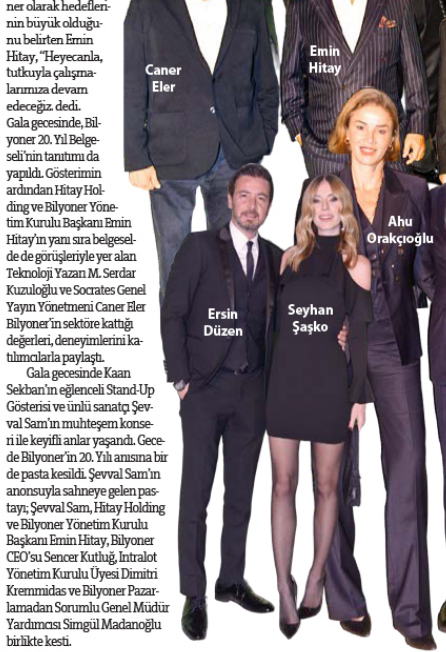 ner olarak hedefleri-
nin büyük olduğu-
nu belirten Emin
Hitay, "Heyecanla,
tutkuyla çalışma-
larımıza devam
edeceğiz. dedi.
Gala gecesinde, Bil-
yoner 20. Yıl Belge-
seli'nin tanıtımı da
yapıldı. Gösterimin
ardından Hitay Hol-
ding ve Bilyoner Yöne-
tim Kurulu Başkanı Emin
Hitay'ın yanı sıra belgesel-
de de görüşleriyle yer alan
Teknoloji Yazarı M. Serdar
Kuzuloğlu ve Socrates Genel
Yayın Yönetmeni Caner Eler
Bilyoner'in sektöre kattığı
değerleri, deneyimlerini ka-
tılımcılarla paylaştı.
Gala gecesinde Kaan
Sekban'ın eğlenceli Stand-Up
Gösterisi ve ünlü sanatçı Şev-
val Sam'ın muhteşem konse-
ri ile keyifli anlar yaşandı. Gece-
de Bilyoner'in 20. Yılı anısına bir
de pasta kesildi. Şevval Sam'ın
anonsuyla sahneye gelen pas-
tayı; Şevval Sam, Hitay Holding
ve Bilyoner Yönetim Kurulu
Başkanı Emin Hitay, Bilyoner
CEO'su Sencer Kutluğ, Intralot
Yönetim Kurulu Üyesi Dimitri
Kremmidas ve Bilyoner Pazar-
lamadan Sorumlu Genel Müdür
Yardımcısı Simgül Madanoğlu
birlikte kesti.
Caner
Eler
Emin
Hitay
Ahu
Orakçıoğlu
Ersin
Düzen
Seyhan
Şaşko